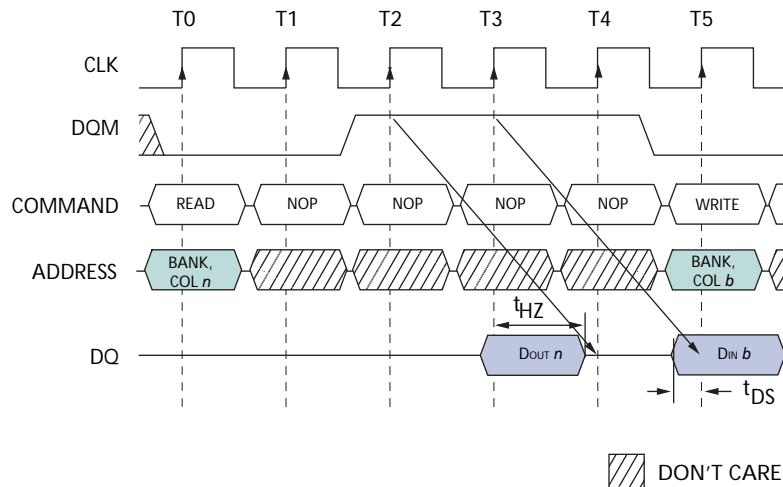 T0 T1 T2 T3 T4 T5
CLK
DQM
COMMAND READ NOP NOP NOP NOP WRITE
ADDRESS BANK, COL n BANK, COL b
tHZ
DQ DOUT n DIN b
tDS
DON'T CARE